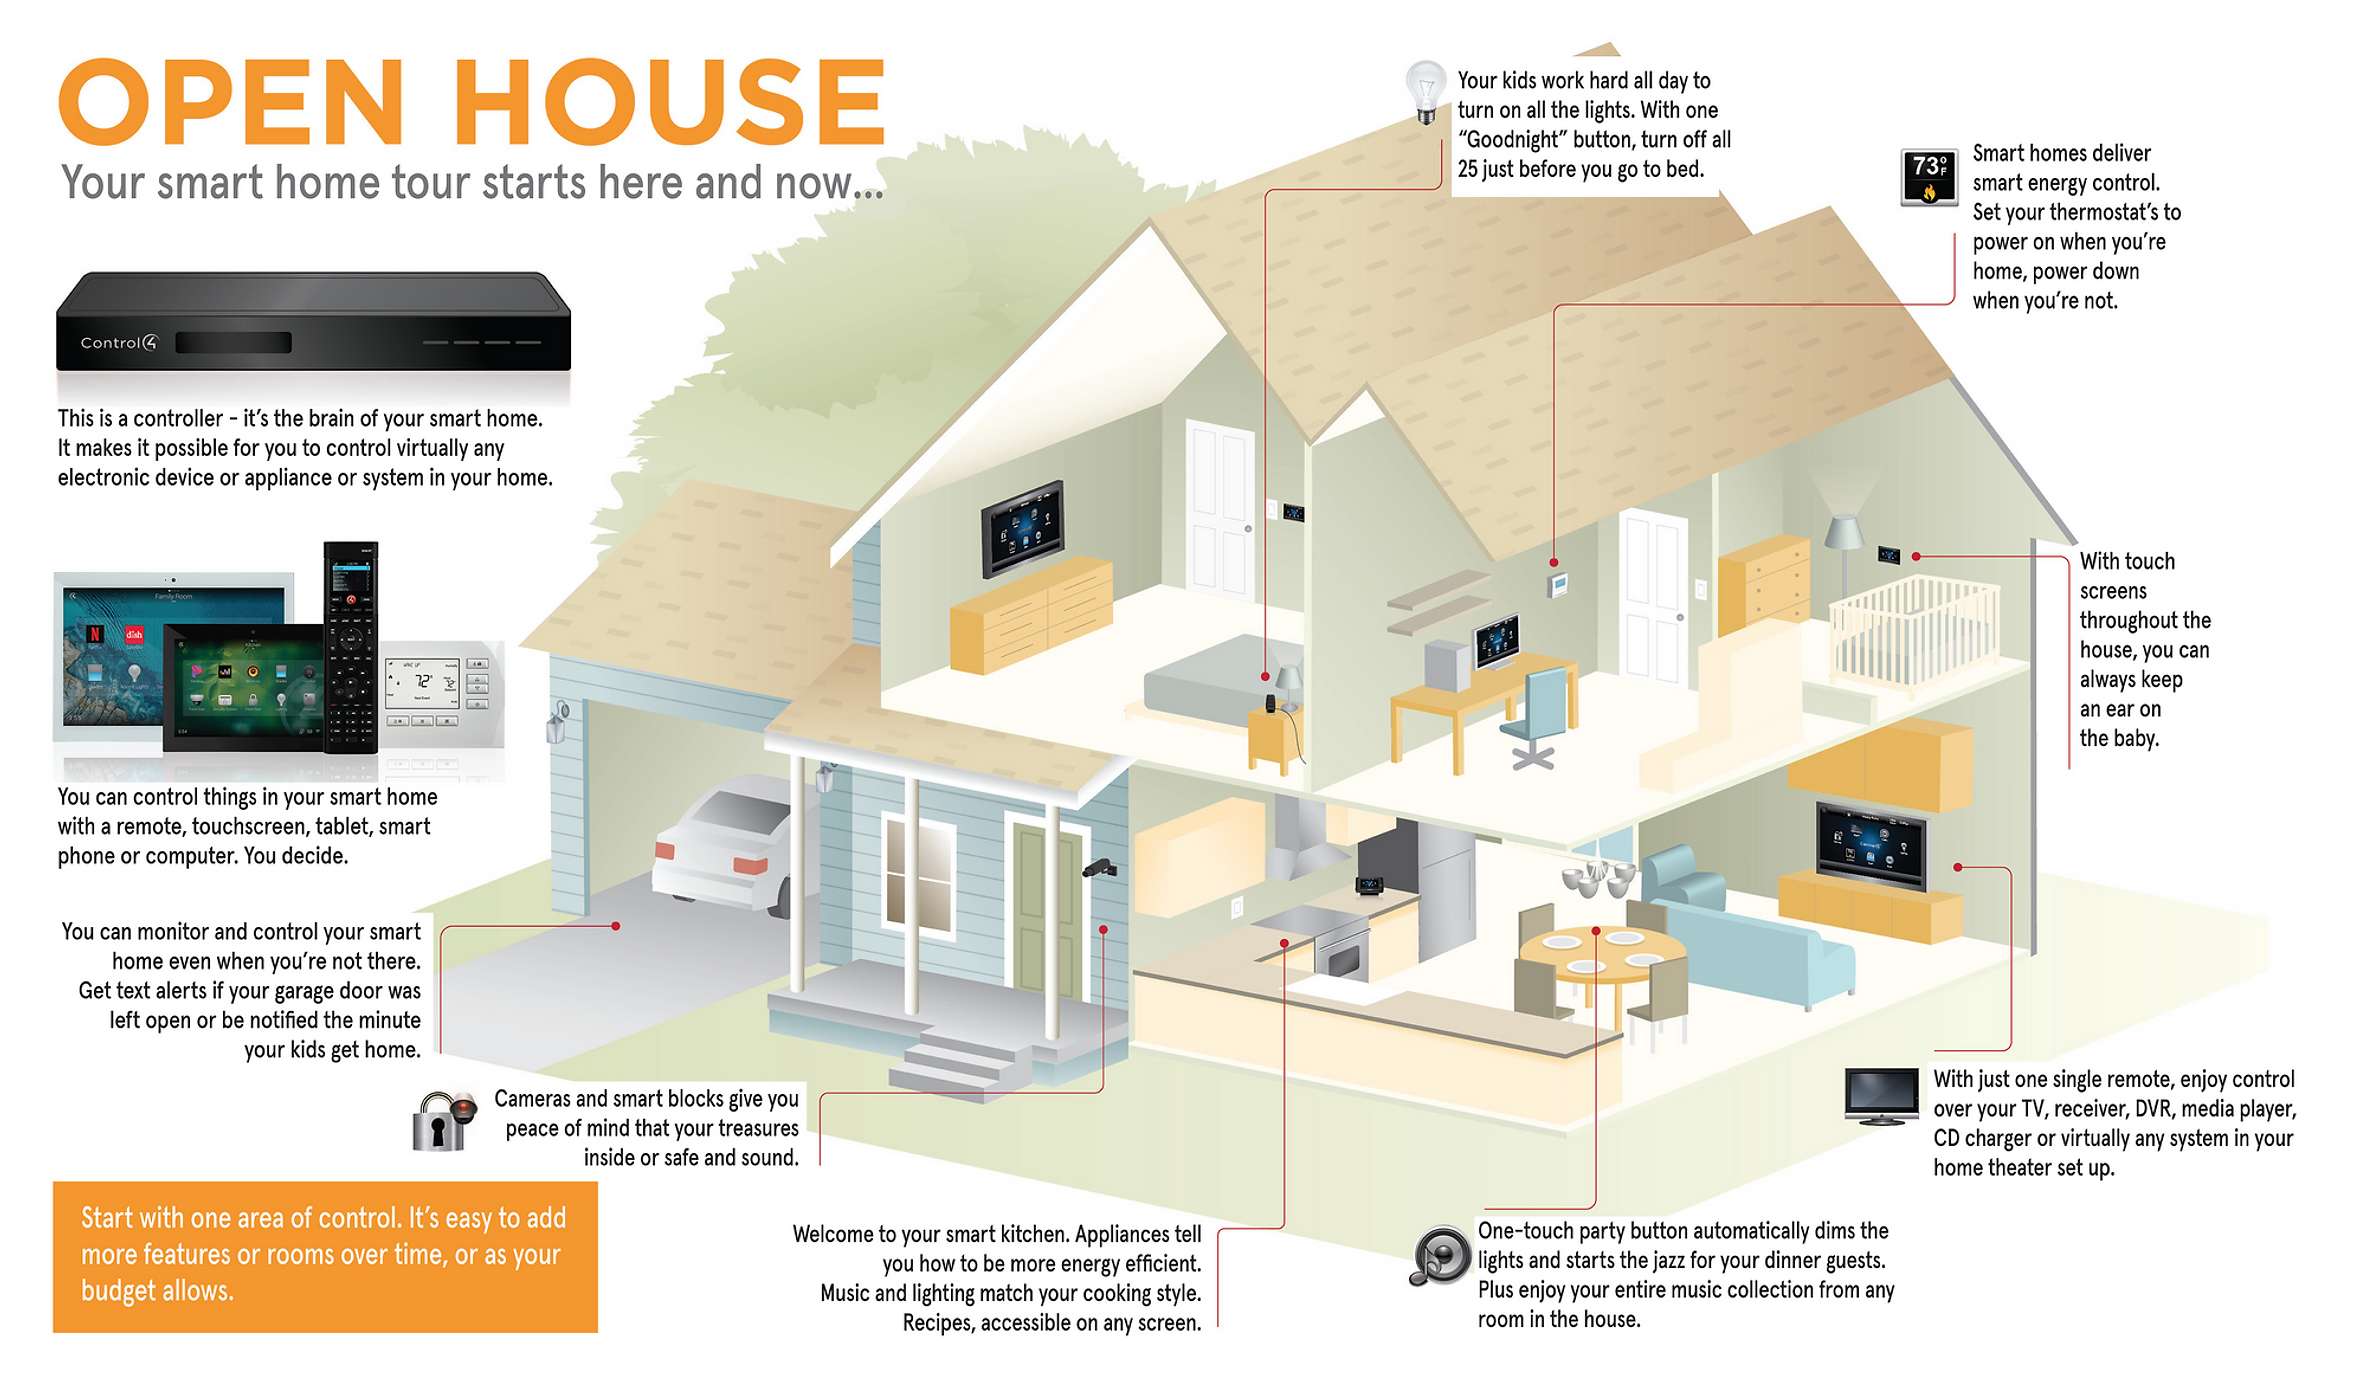 OPEN HOUSE
Your smart home tour starts here and now...
Control4
This is a controller - it's the brain of your smart home.
It makes it possible for you to control virtually any
electronic device or appliance or system in your home.
Family Room
dish
WAKE UP
72°
You can control things in your smart home
with a remote, touchscreen, tablet, smart
phone or computer. You decide.
You can monitor and control your smart
home even when you're not there.
Get text alerts if your garage door was
left open or be notified the minute
your kids get home.
Cameras and smart blocks give you
peace of mind that your treasures
inside or safe and sound.
Start with one area of control. It's easy to add
more features or rooms over time, or as your
budget allows.
Welcome to your smart kitchen. Appliances tell
you how to be more energy efficient.
Music and lighting match your cooking style.
Recipes, accessible on any screen.
Your kids work hard all day to
turn on all the lights. With one
“Goodnight” button, turn off all
25 just before you go to bed.
73°F
Smart homes deliver
smart energy control.
Set your thermostat's to
power on when you're
home, power down
when you're not.
With touch
screens
throughout the
house, you can
always keep
an ear on
the baby.
With just one single remote, enjoy control
over your TV, receiver, DVR, media player,
CD charger or virtually any system in your
home theater set up.
One-touch party button automatically dims the
lights and starts the jazz for your dinner guests.
Plus enjoy your entire music collection from any
room in the house.